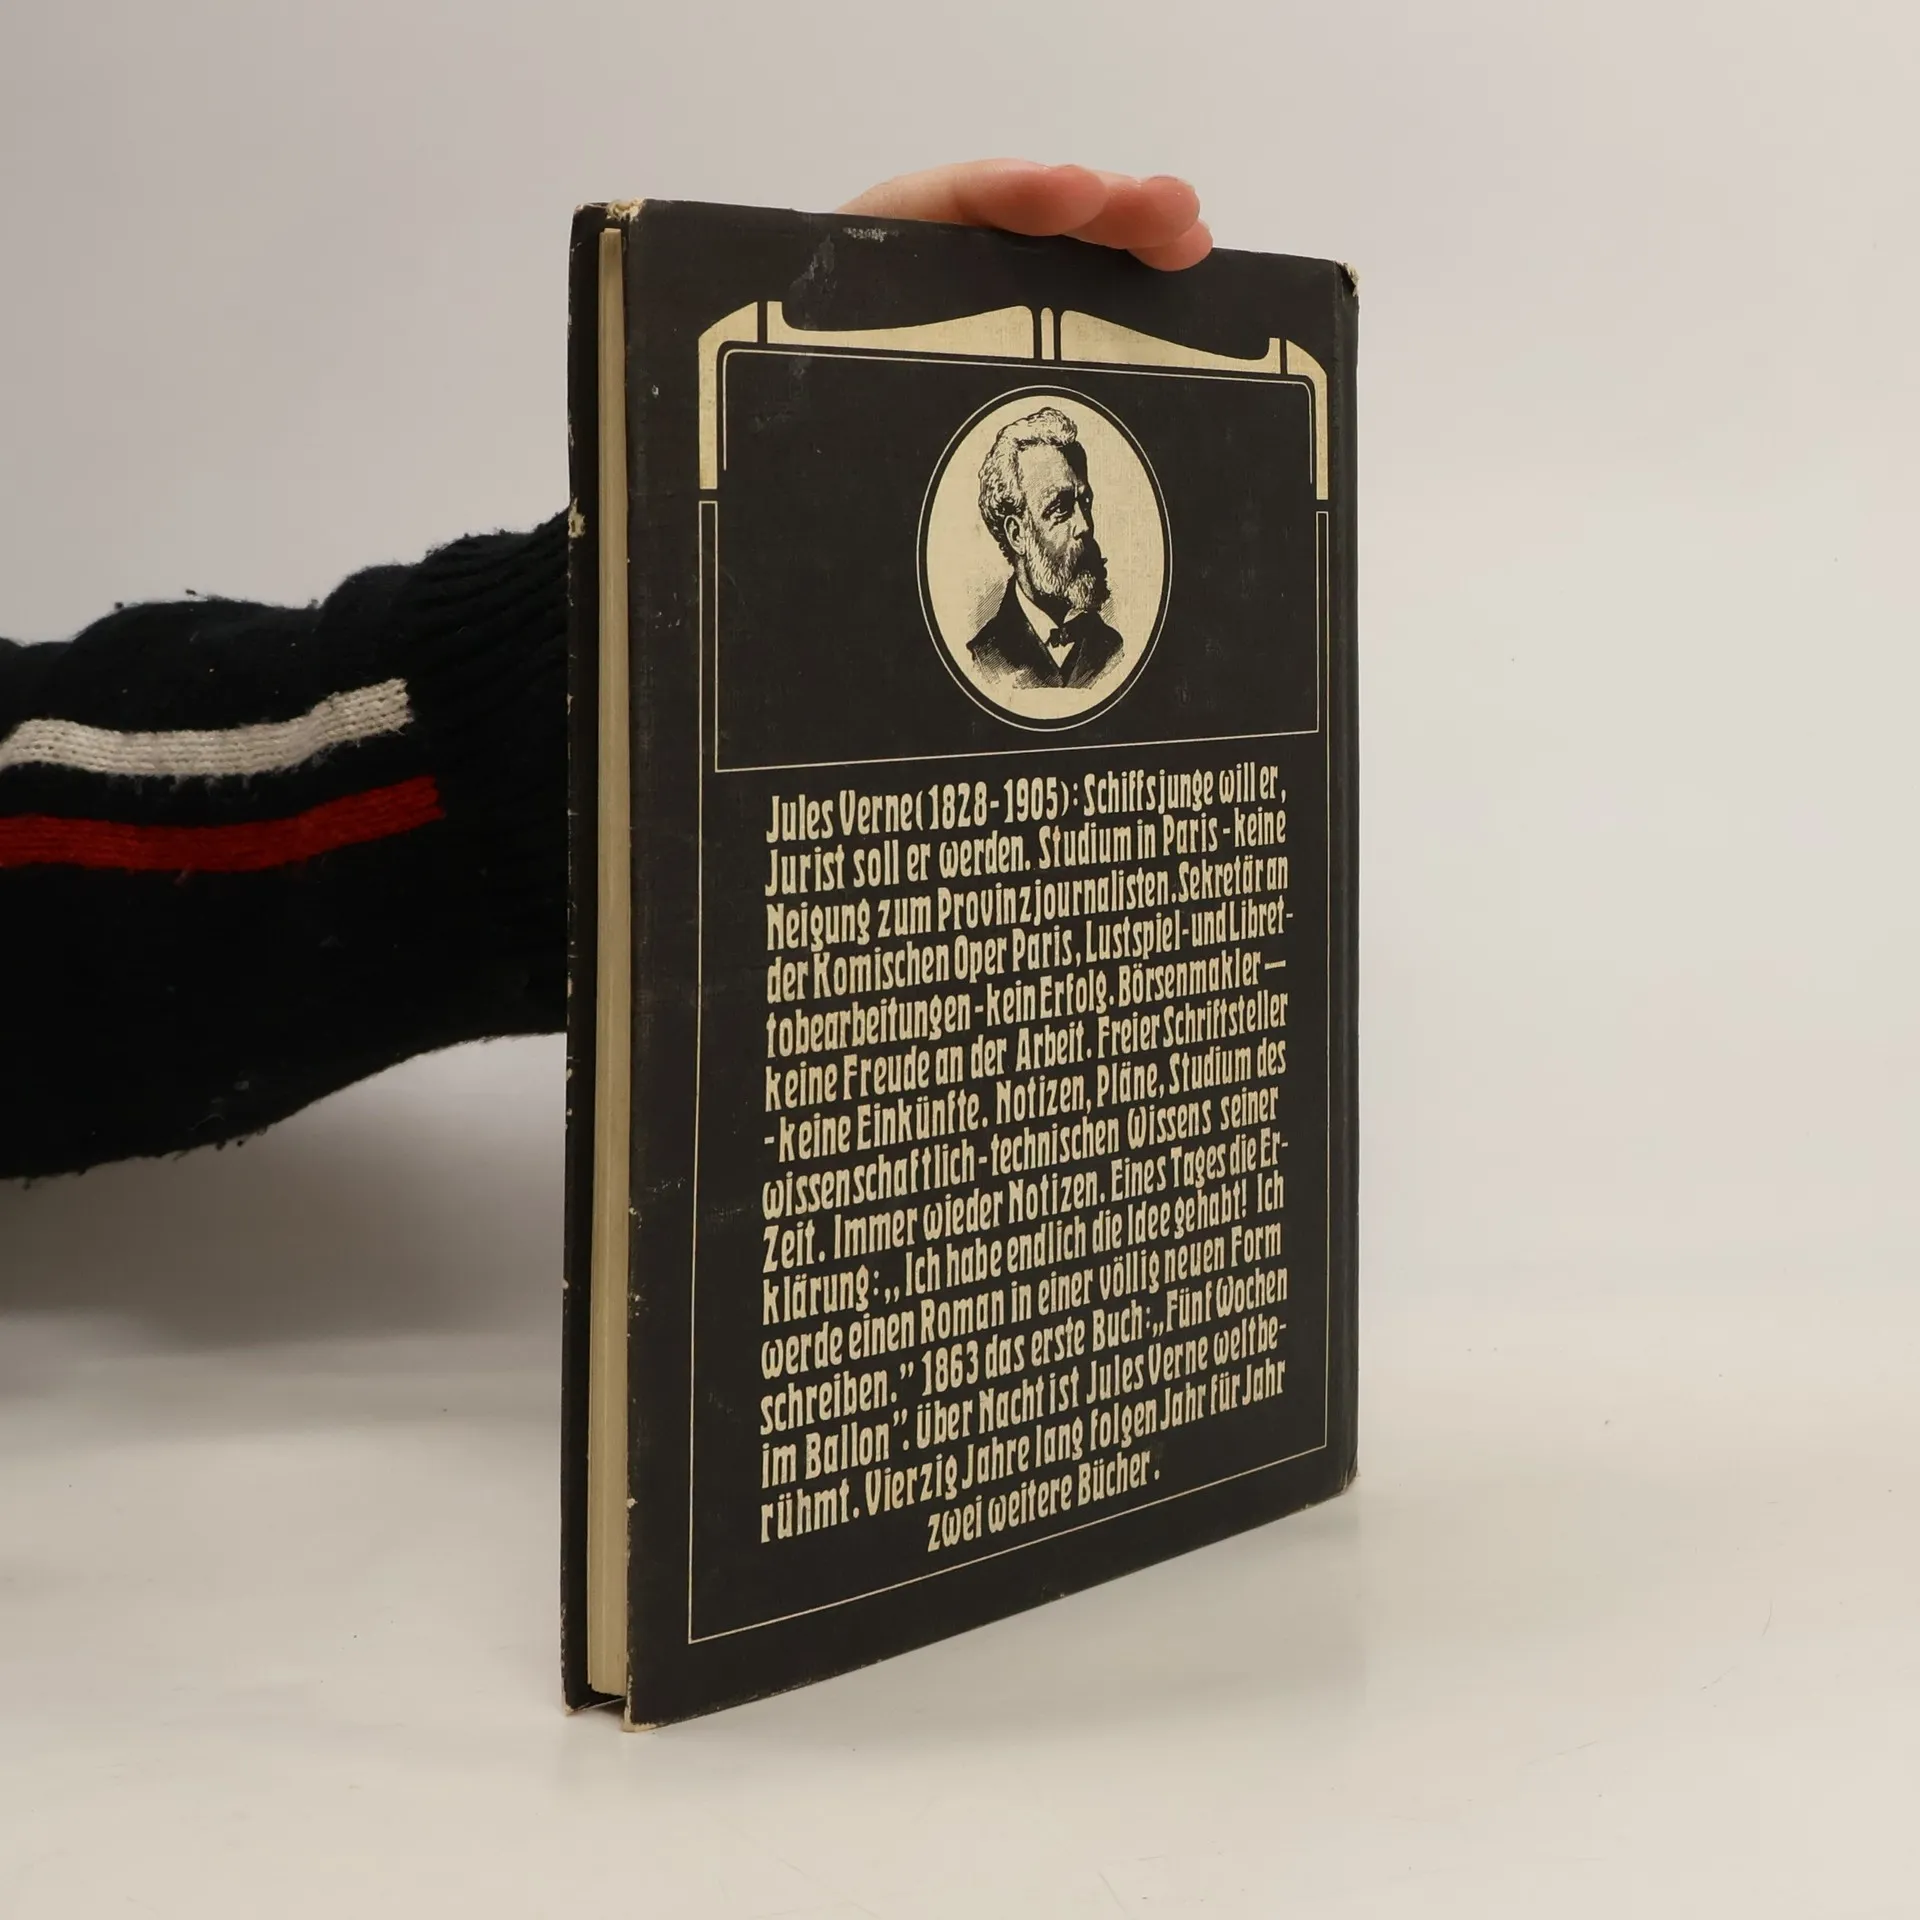 Jules Verne (1828-1905): Schiffsjunge will er,
Jurist soll er werden. Studium in Paris - keine
Neigung zum Provinzjournalisten. Sekretär an
der Komischen Oper Paris, Lustspiel- und Libret-
tobearbeitungen - kein Erfolg. Börsenmakler —
keine Freude an der Arbeit. Freier Schriftsteller
- keine Einkünfte. Notizen, Pläne, Studium des
wissenschaftlich-technischen Wissens seiner
Zeit. Immer wieder Notizen. Eines Tages die Er-
klärung: „Ich habe endlich die Idee gehabt! Ich
werde einen Roman in einer völlig neuen Form
schreiben.” 1863 das erste Buch: „Fünf Wochen
im Ballon”. Über Nacht ist Jules Verne weltbe-
rühmt. Vierzig Jahre lang folgen Jahr für Jahr
zwei weitere Bücher.